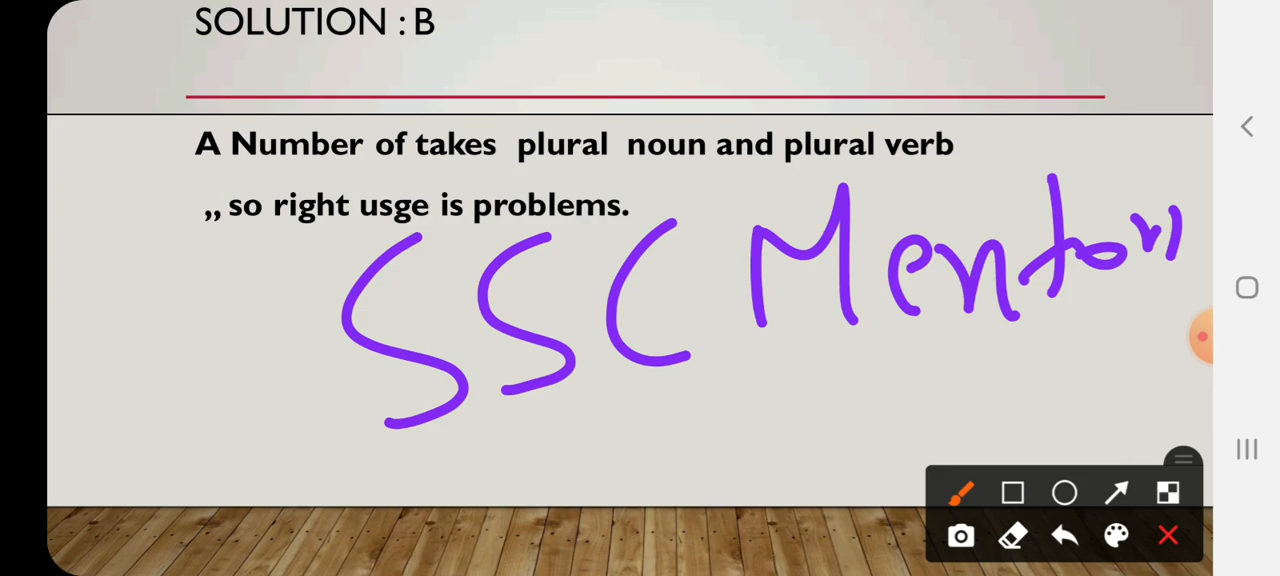 SOLUTION : B
A Number of takes plural noun and plural verb
,, so right usge is problems.
SSC Mentor